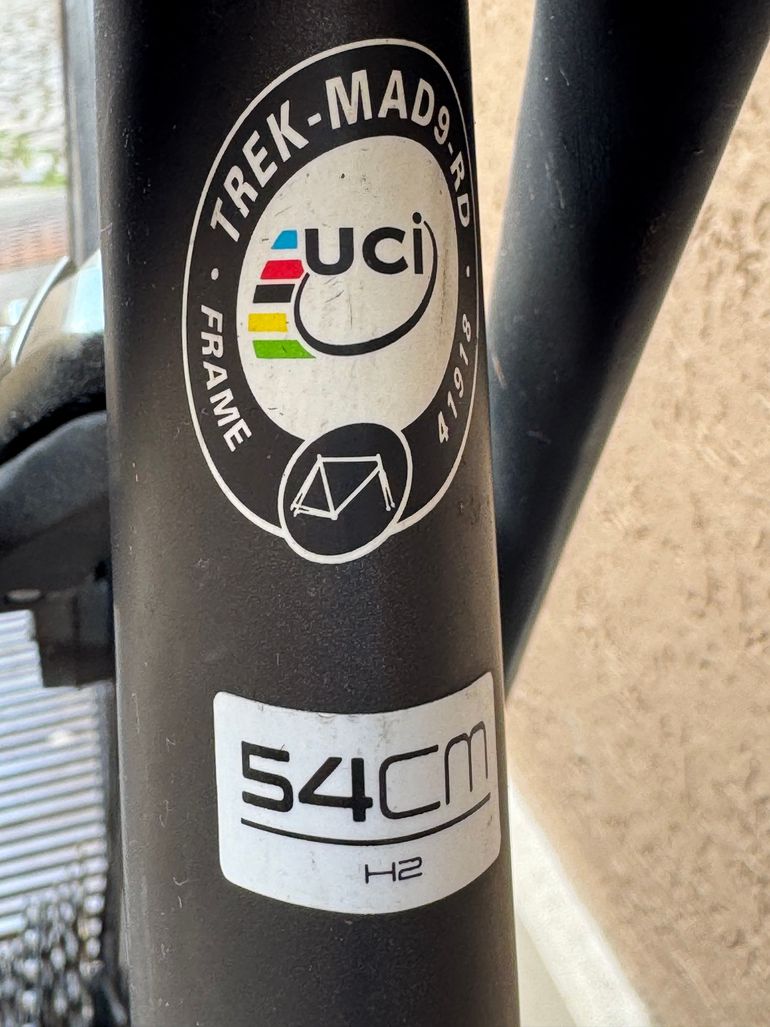 TREK-MAD9-RD
uci
FRAME
41918
54CM
H2